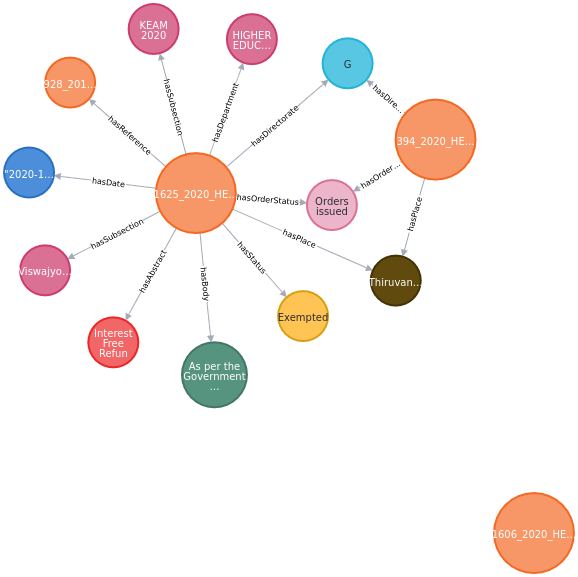 KEAM
2020
HIGHER
EDUC...
G
928_201...
hasSubsection
hasDepartment
hasDirectorate
hasDire...
hasReference
394_2020_HE...
"2020-1...
hasDate
1625_2020_HE...
hasOrderStatus
hasOrder...
Orders
issued
hasPlace
hasSubsection
hasPlace
Viswajyo...
hasAbstract
hasBody
hasStatus
Thiruvan...
Exempted
Interest
Free
Refun
As per the
Government
...
1606_2020_HE...